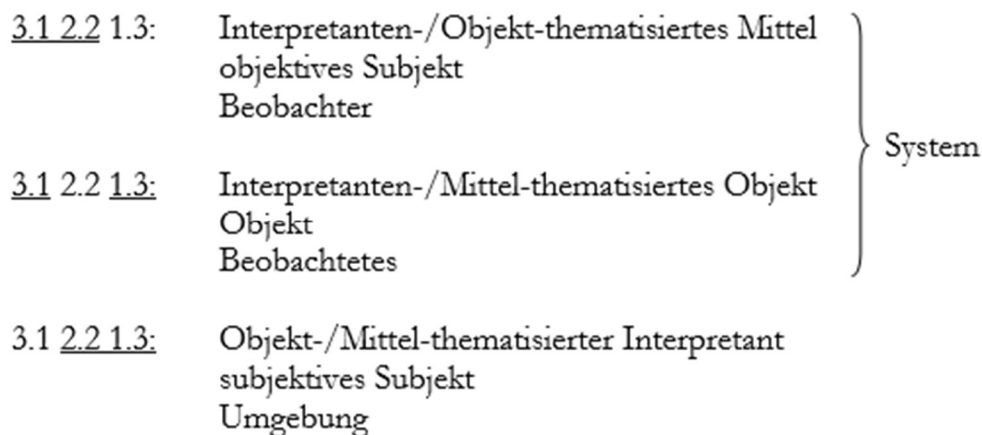 3.1 2.2 1.3: Interpretanten-/Objekt-thematisiertes Mittel
objektives Subjekt
Beobachter
System
3.1 2.2 1.3: Interpretanten-/Mittel-thematisiertes Objekt
Objekt
Beobachtetes
3.1 2.2 1.3: Objekt-/Mittel-thematisierter Interpretant
subjektives Subjekt
Umgebung